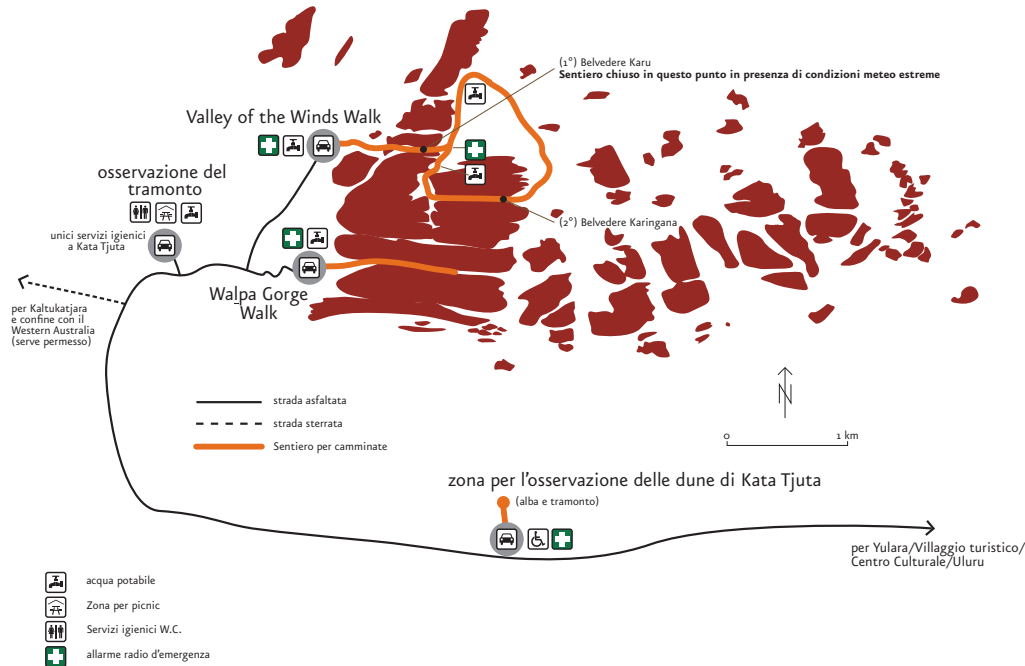 (1°) Belvedere Karu
Sentiero chiuso in questo punto in presenza di condizioni meteo estreme
Valley of the Winds Walk
osservazione del
tramonto
unici servizi igienici
a Kata Tjuta
(2°) Belvedere Karingana
Walpa Gorge
Walk
per Kaltukatjara
e confine con il
Western Australia
(serve permesso)
N
strada asfaltata
strada sterrata
Sentiero per camminate
0
1 km
zona per l'osservazione delle dune di Kata Tjuta
(alba e tramonto)
per Yulara/Villaggio turistico/
Centro Culturale/Uluru
acqua potabile
Zona per picnic
Servizi igienici W.C.
allarme radio d'emergenza